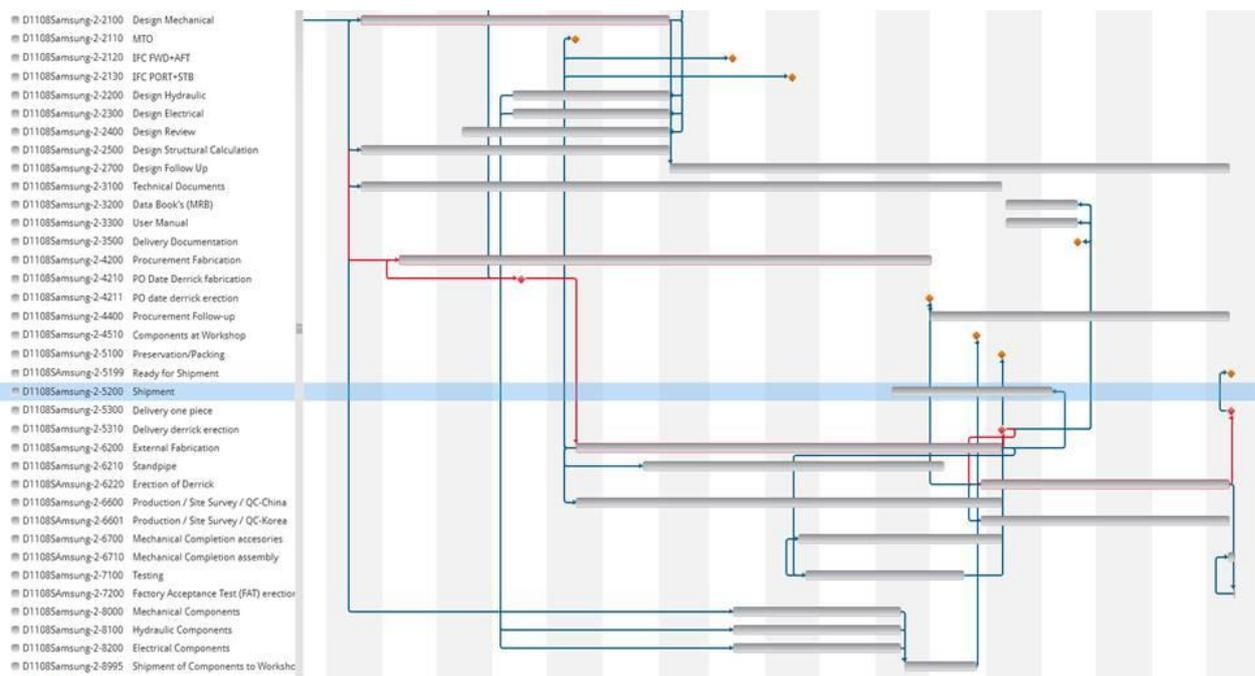 D1108Samsung-2-2100 Design Mechanical
D1108Samsung-2-2110 MTO
D1108Samsung-2-2120 IFC FWD+AFT
D1108Samsung-2-2130 IFC PORT+STB
D1108Samsung-2-2200 Design Hydraulic
D1108Samsung-2-2300 Design Electrical
D1108Samsung-2-2400 Design Review
D1108Samsung-2-2500 Design Structural Calculation
D1108Samsung-2-2700 Design Follow Up
D1108Samsung-2-3100 Technical Documents
D1108Samsung-2-3200 Data Book's (MRB)
D1108Samsung-2-3300 User Manual
D1108Samsung-2-3500 Delivery Documentation
D1108Samsung-2-4200 Procurement Fabrication
D1108Samsung-2-4210 PO Date Derrick fabrication
D1108Samsung-2-4211 PO date derrick erection
D1108Samsung-2-4400 Procurement Follow-up
D1108Samsung-2-4510 Components at Workshop
D1108Samsung-2-5100 Preservation/Packing
D1108SAmsung-2-5199 Ready for Shipment
D1108Samsung-2-5200 Shipment
D1108Samsung-2-5300 Delivery one piece
D1108Samsung-2-5310 Delivery derrick erection
D1108Samsung-2-6200 External Fabrication
D1108Samsung-2-6210 Standpipe
D1108SAmsung-2-6220 Erection of Derrick
D1108Samsung-2-6600 Production / Site Survey / QC-China
D1108SAmsung-2-6601 Production / Site Survey / QC-Korea
D1108Samsung-2-6700 Mechanical Completion accesories
D1108SAmsung-2-6710 Mechanical Completion assembly
D1108Samsung-2-7100 Testing
D1108SAmsung-2-7200 Factory Acceptance Test (FAT) erection
D1108Samsung-2-8000 Mechanical Components
D1108Samsung-2-8100 Hydraulic Components
D1108Samsung-2-8200 Electrical Components
D1108Samsung-2-8995 Shipment of Components to Worksho